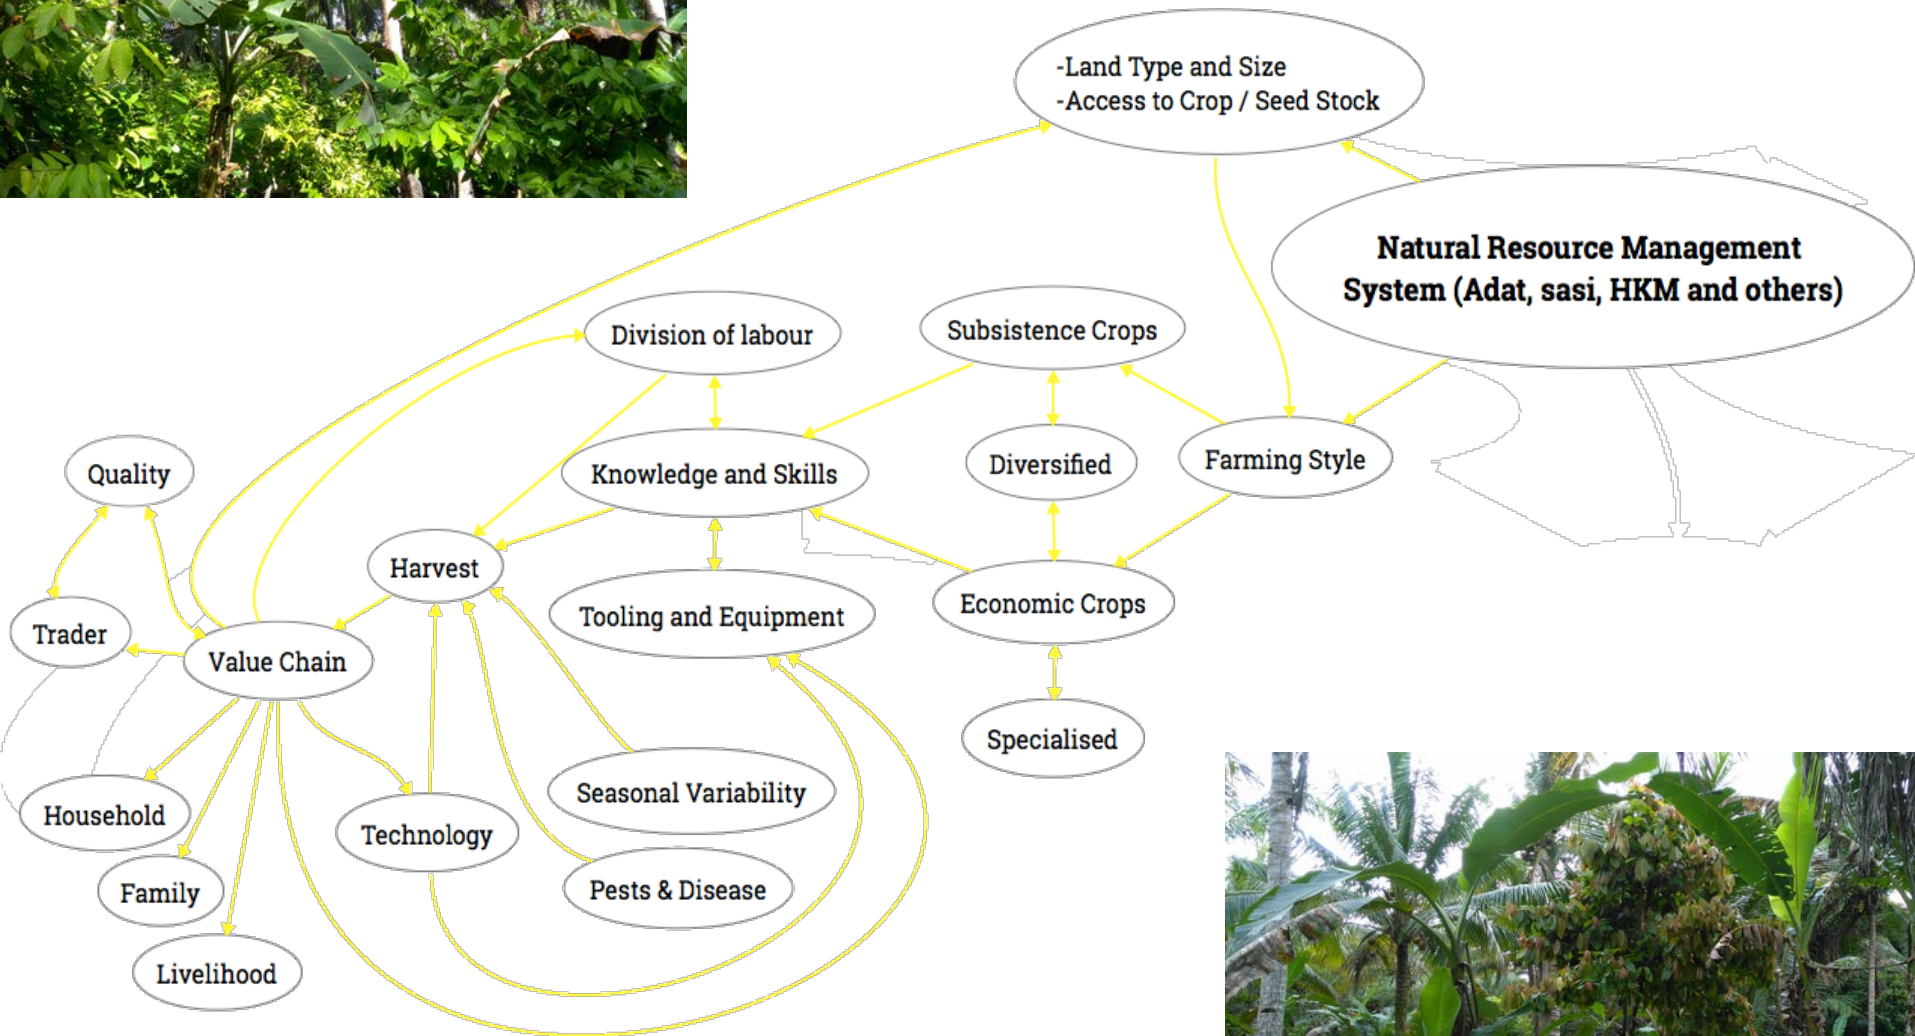 -Land Type and Size
-Access to Crop / Seed Stock
Natural Resource Management
System (Adat, sasi, HKM and others)
Division of labour
Subsistence Crops
Quality
Knowledge and Skills
Diversified
Farming Style
Harvest
Trader
Value Chain
Tooling and Equipment
Economic Crops
Specialised
Household
Technology
Seasonal Variability
Family
Pests & Disease
Livelihood